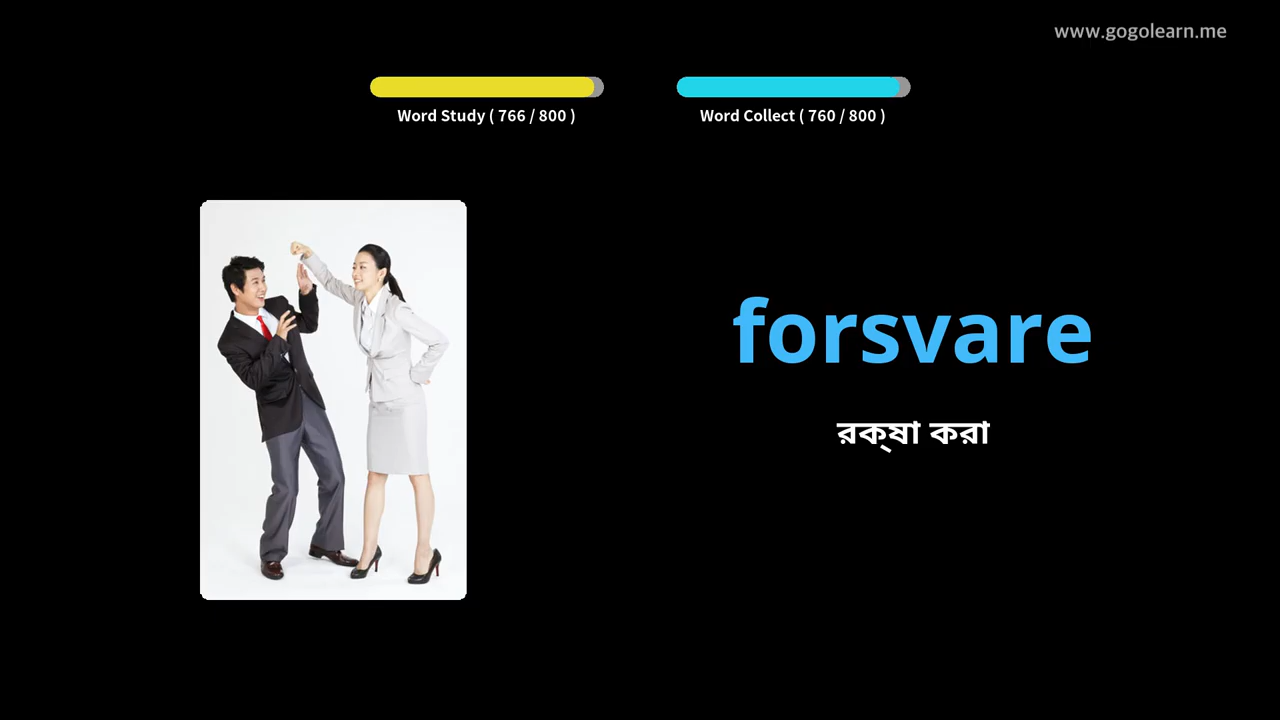 www.gogolearn.me
Word Study ( 766 / 800 )
Word Collect ( 760 / 800 )
forsvare
রক্ষা করা